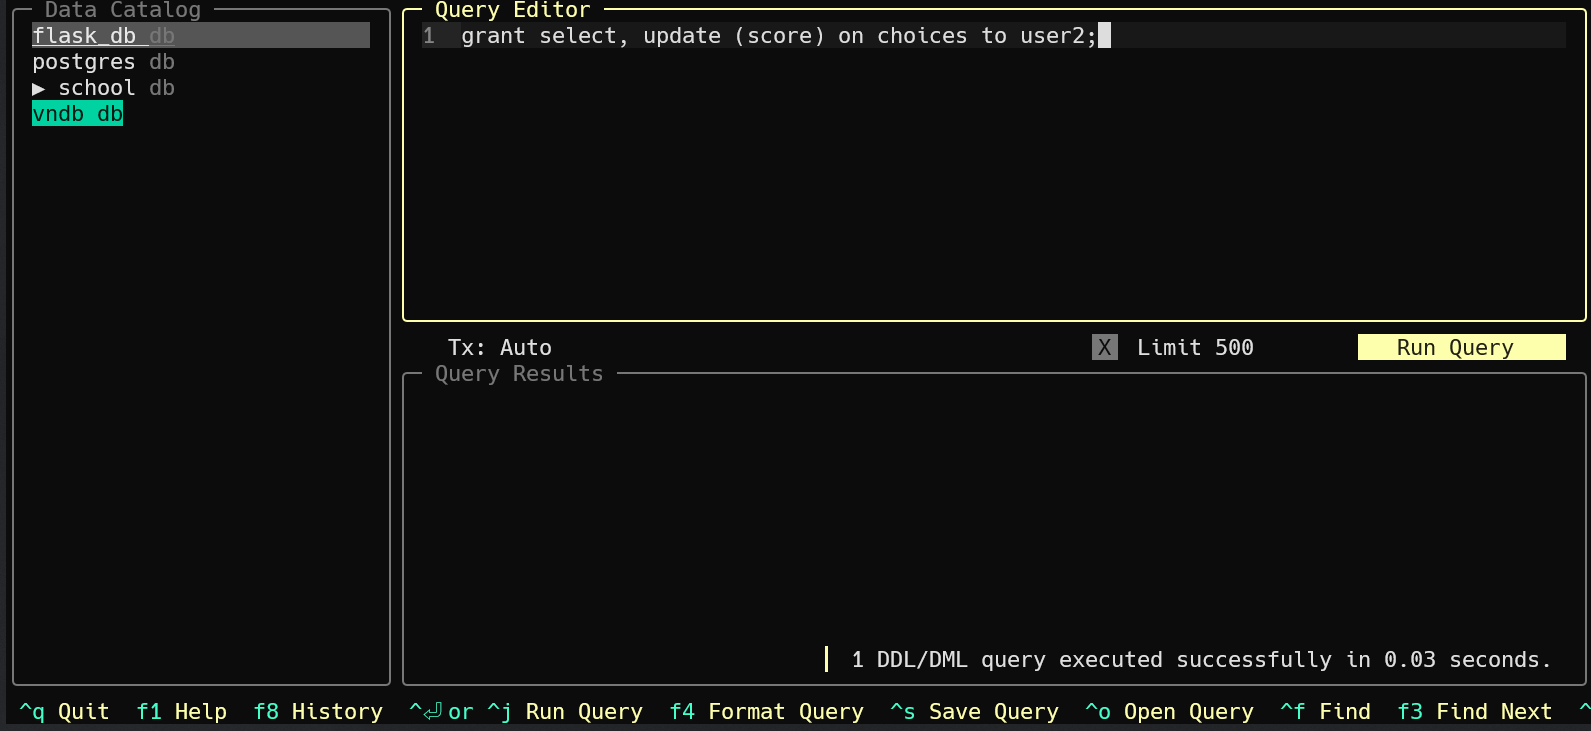 Data Catalog
flask_db db
postgres db
▶ school db
vndb db
Query Editor
1 grant select, update (score) on choices to user2;
Tx: Auto
X Limit 500
Run Query
Query Results
1 DDL/DML query executed successfully in 0.03 seconds.
^q Quit f1 Help f8 History ^⏎ or ^j Run Query f4 Format Query ^s Save Query ^o Open Query ^f Find f3 Find Next ^